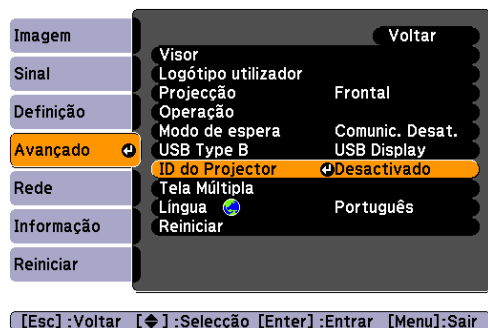 Imagem
Sinal
Definição
Avançado
Rede
Informação
Reiniciar
Voltar
Visor
Logótipo utilizador
Projecção Frontal
Operação
Modo de espera Comunic. Desat.
USB Type B USB Display
ID do Projector Desactivado
Tela Múltipla
Língua Português
Reiniciar
[Esc] :Voltar [◆] :Selecção [Enter] :Entrar [Menu]:Sair